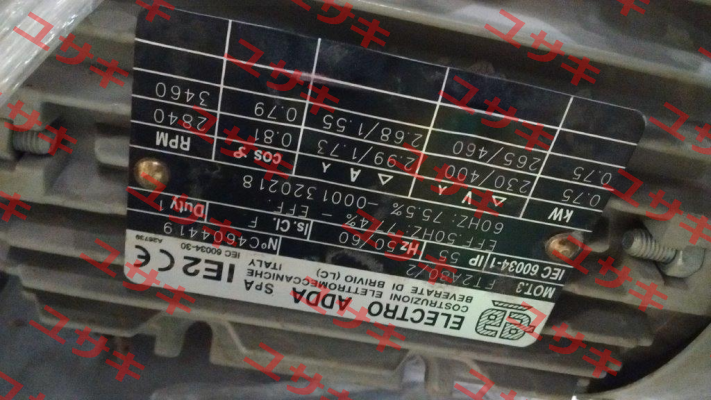 ELECTRO ADDA SPA IE2 CE
COSTRUZIONI ELETTROMECCANICHE
BEVERATE DI BRIVIO (LC) ITALY
IEC 60034-30
MOT.3 FT2A80/2 N°C4604419
IEC 60034-1/IP 55 Hz 50/60 Is.Cl. F Duty 1
EFF.50HZ: 77.4% - EFF.
60HZ: 75.5% -0001320218
kW Δ V 人 Δ A 人 cos φ RPM
0.75 230/400 2.99/1.73 0.81 2840
0.75 265/460 2.68/1.55 0.79 3460
ユサキ